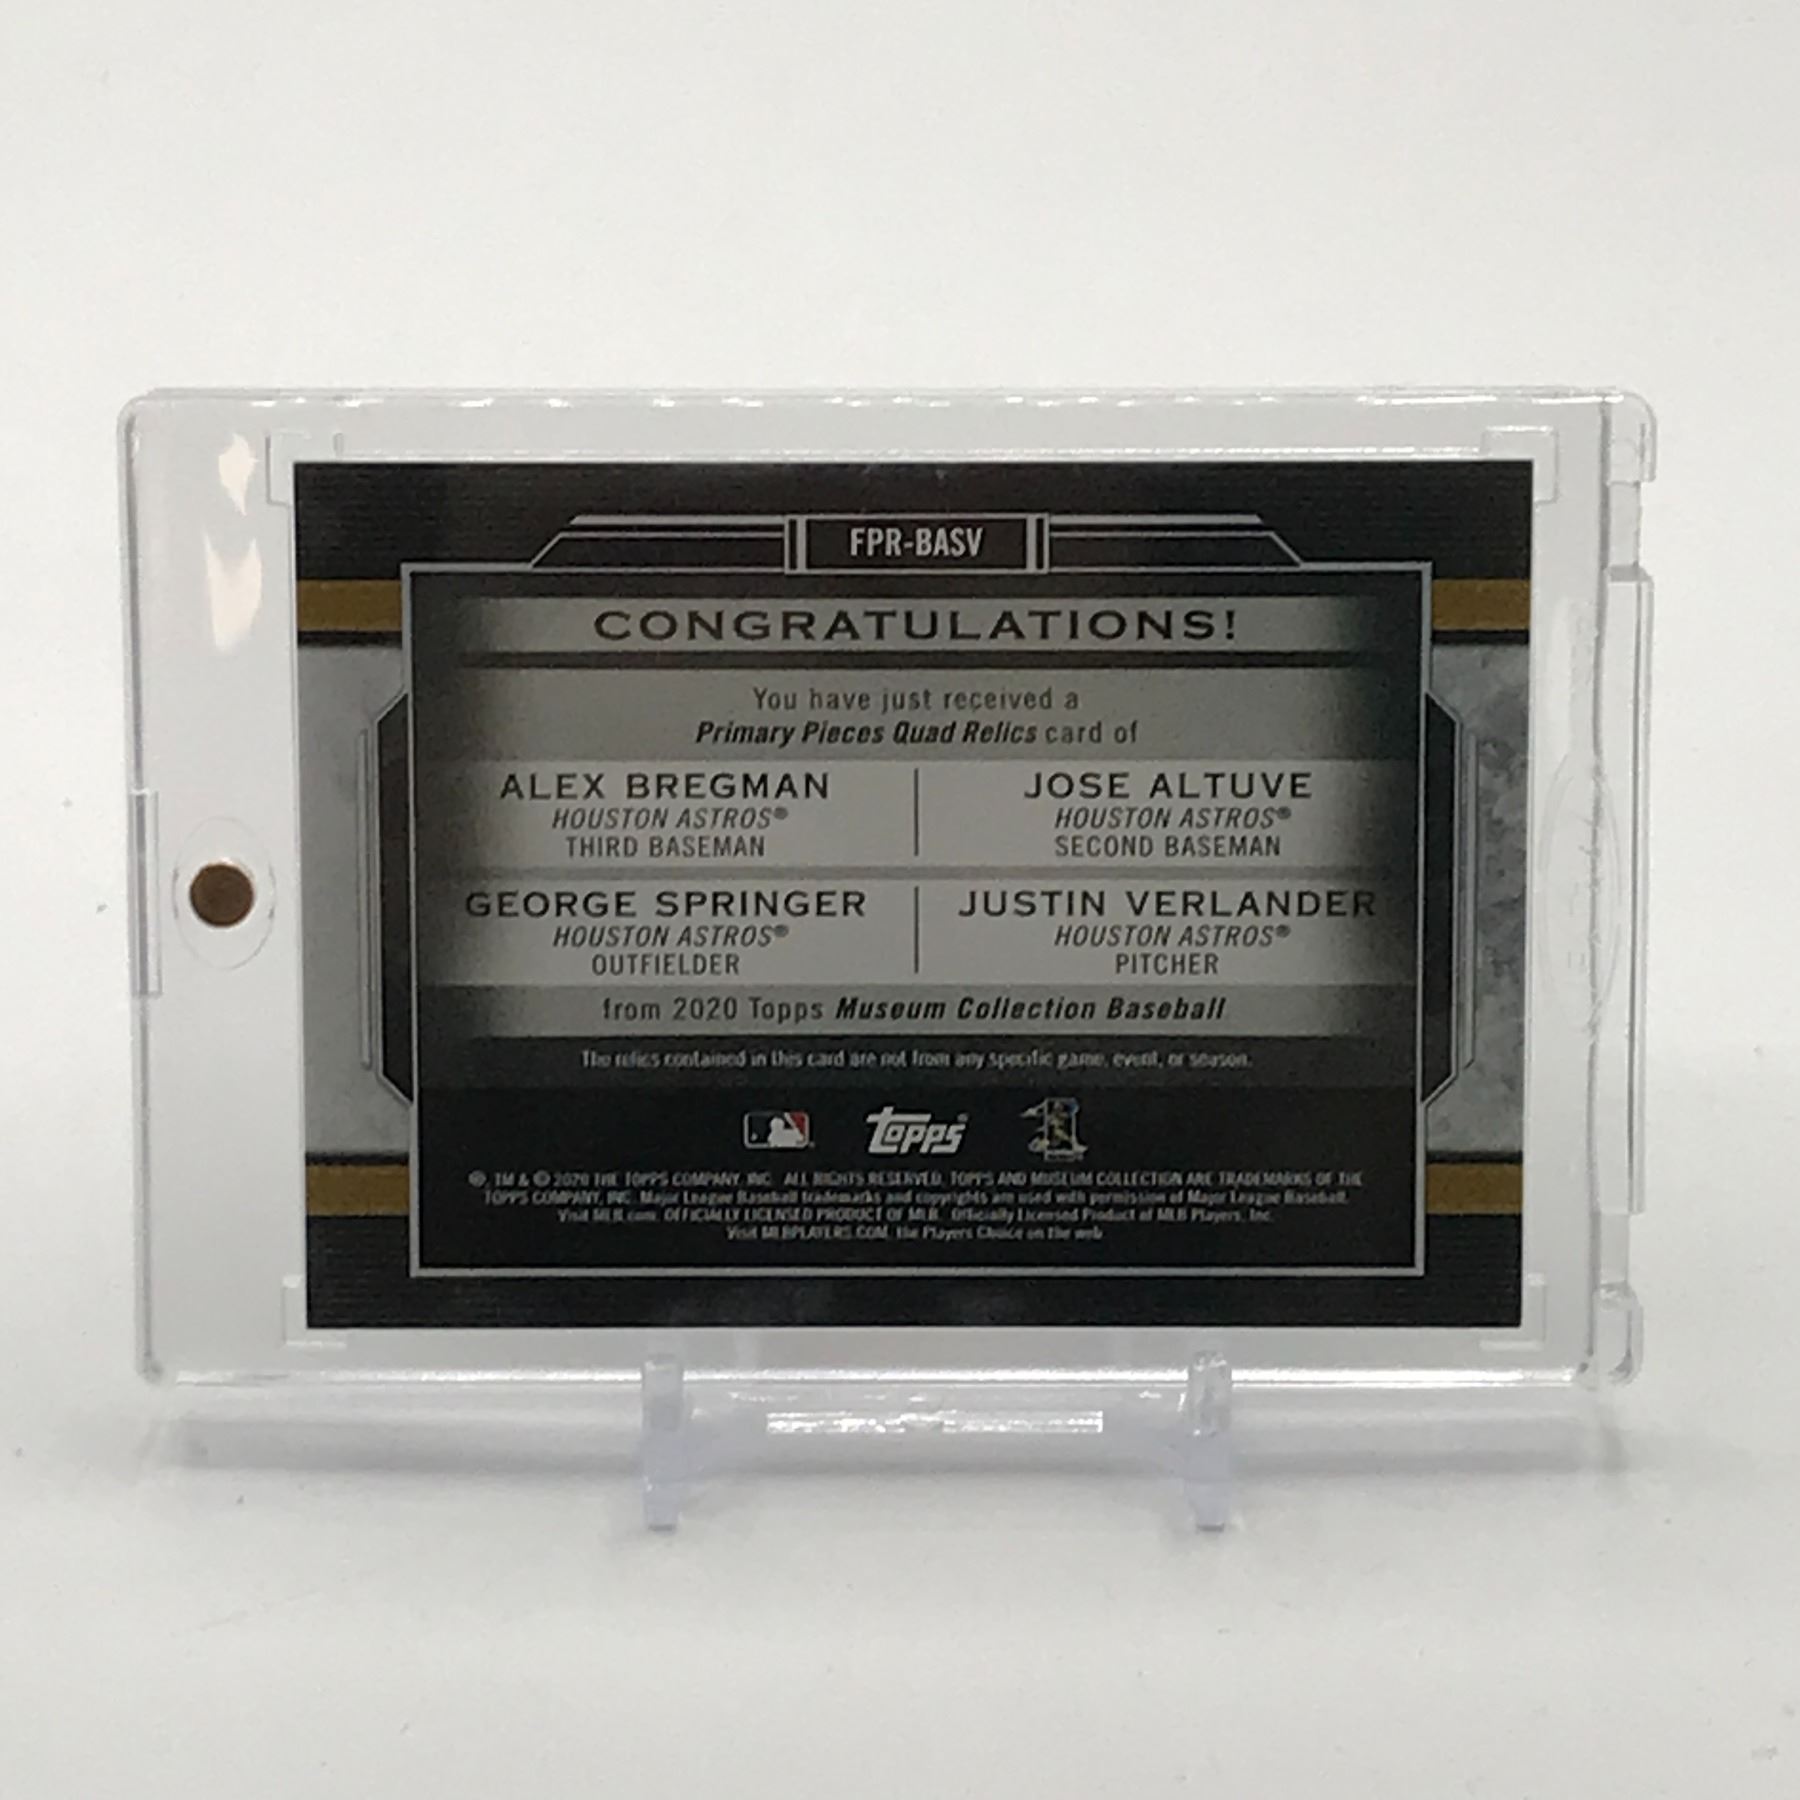 FPR-BASV
CONGRATULATIONS!
You have just received a
Primary Pieces Quad Relics card of
ALEX BREGMAN
HOUSTON ASTROS®
THIRD BASEMAN
JOSE ALTUVE
HOUSTON ASTROS®
SECOND BASEMAN
GEORGE SPRINGER
HOUSTON ASTROS®
OUTFIELDER
JUSTIN VERLANDER
HOUSTON ASTROS®
PITCHER
from 2020 Topps Museum Collection Baseball
The relics contained in this card are not from any specific game, event, or season.
topps
®, TM & © 2020 THE TOPPS COMPANY, INC. ALL RIGHTS RESERVED. TOPPS AND MUSEUM COLLECTION ARE TRADEMARKS OF THE
TOPPS COMPANY, INC. Major League Baseball trademarks and copyrights are used with permission of Major League Baseball.
Visit MLB.com. OFFICIALLY LICENSED PRODUCT OF MLB. Officially Licensed Product of MLB Players, Inc.
Visit MLBPLAYERS.COM, the Players Choice on the web.